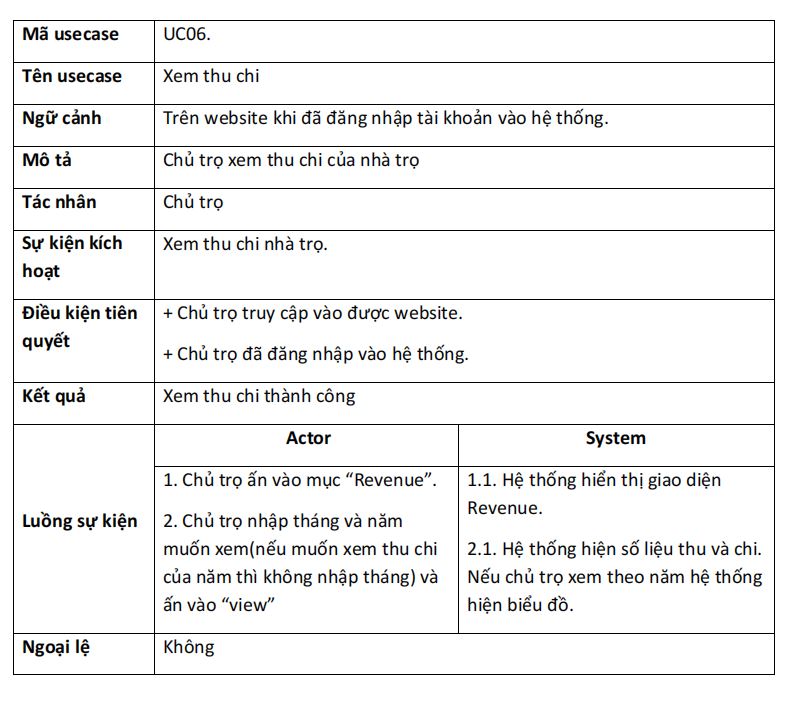 Mã usecase
UC06.
Tên usecase
Xem thu chi
Ngữ cảnh
Trên website khi đã đăng nhập tài khoản vào hệ thống.
Mô tả
Chủ trọ xem thu chi của nhà trọ
Tác nhân
Chủ trọ
Sự kiện kích
hoạt
Xem thu chi nhà trọ.
Điều kiện tiên
quyết
+ Chủ trọ truy cập vào được website.
+ Chủ trọ đã đăng nhập vào hệ thống.
Kết quả
Xem thu chi thành công
Luồng sự kiện
Actor
System
1. Chủ trọ ấn vào mục “Revenue”.
2. Chủ trọ nhập tháng và năm
muốn xem(nếu muốn xem thu chi
của năm thì không nhập tháng) và
ấn vào “view”
1.1. Hệ thống hiển thị giao diện
Revenue.
2.1. Hệ thống hiện số liệu thu và chi.
Nếu chủ trọ xem theo năm hệ thống
hiện biểu đồ.
Ngoại lệ
Không